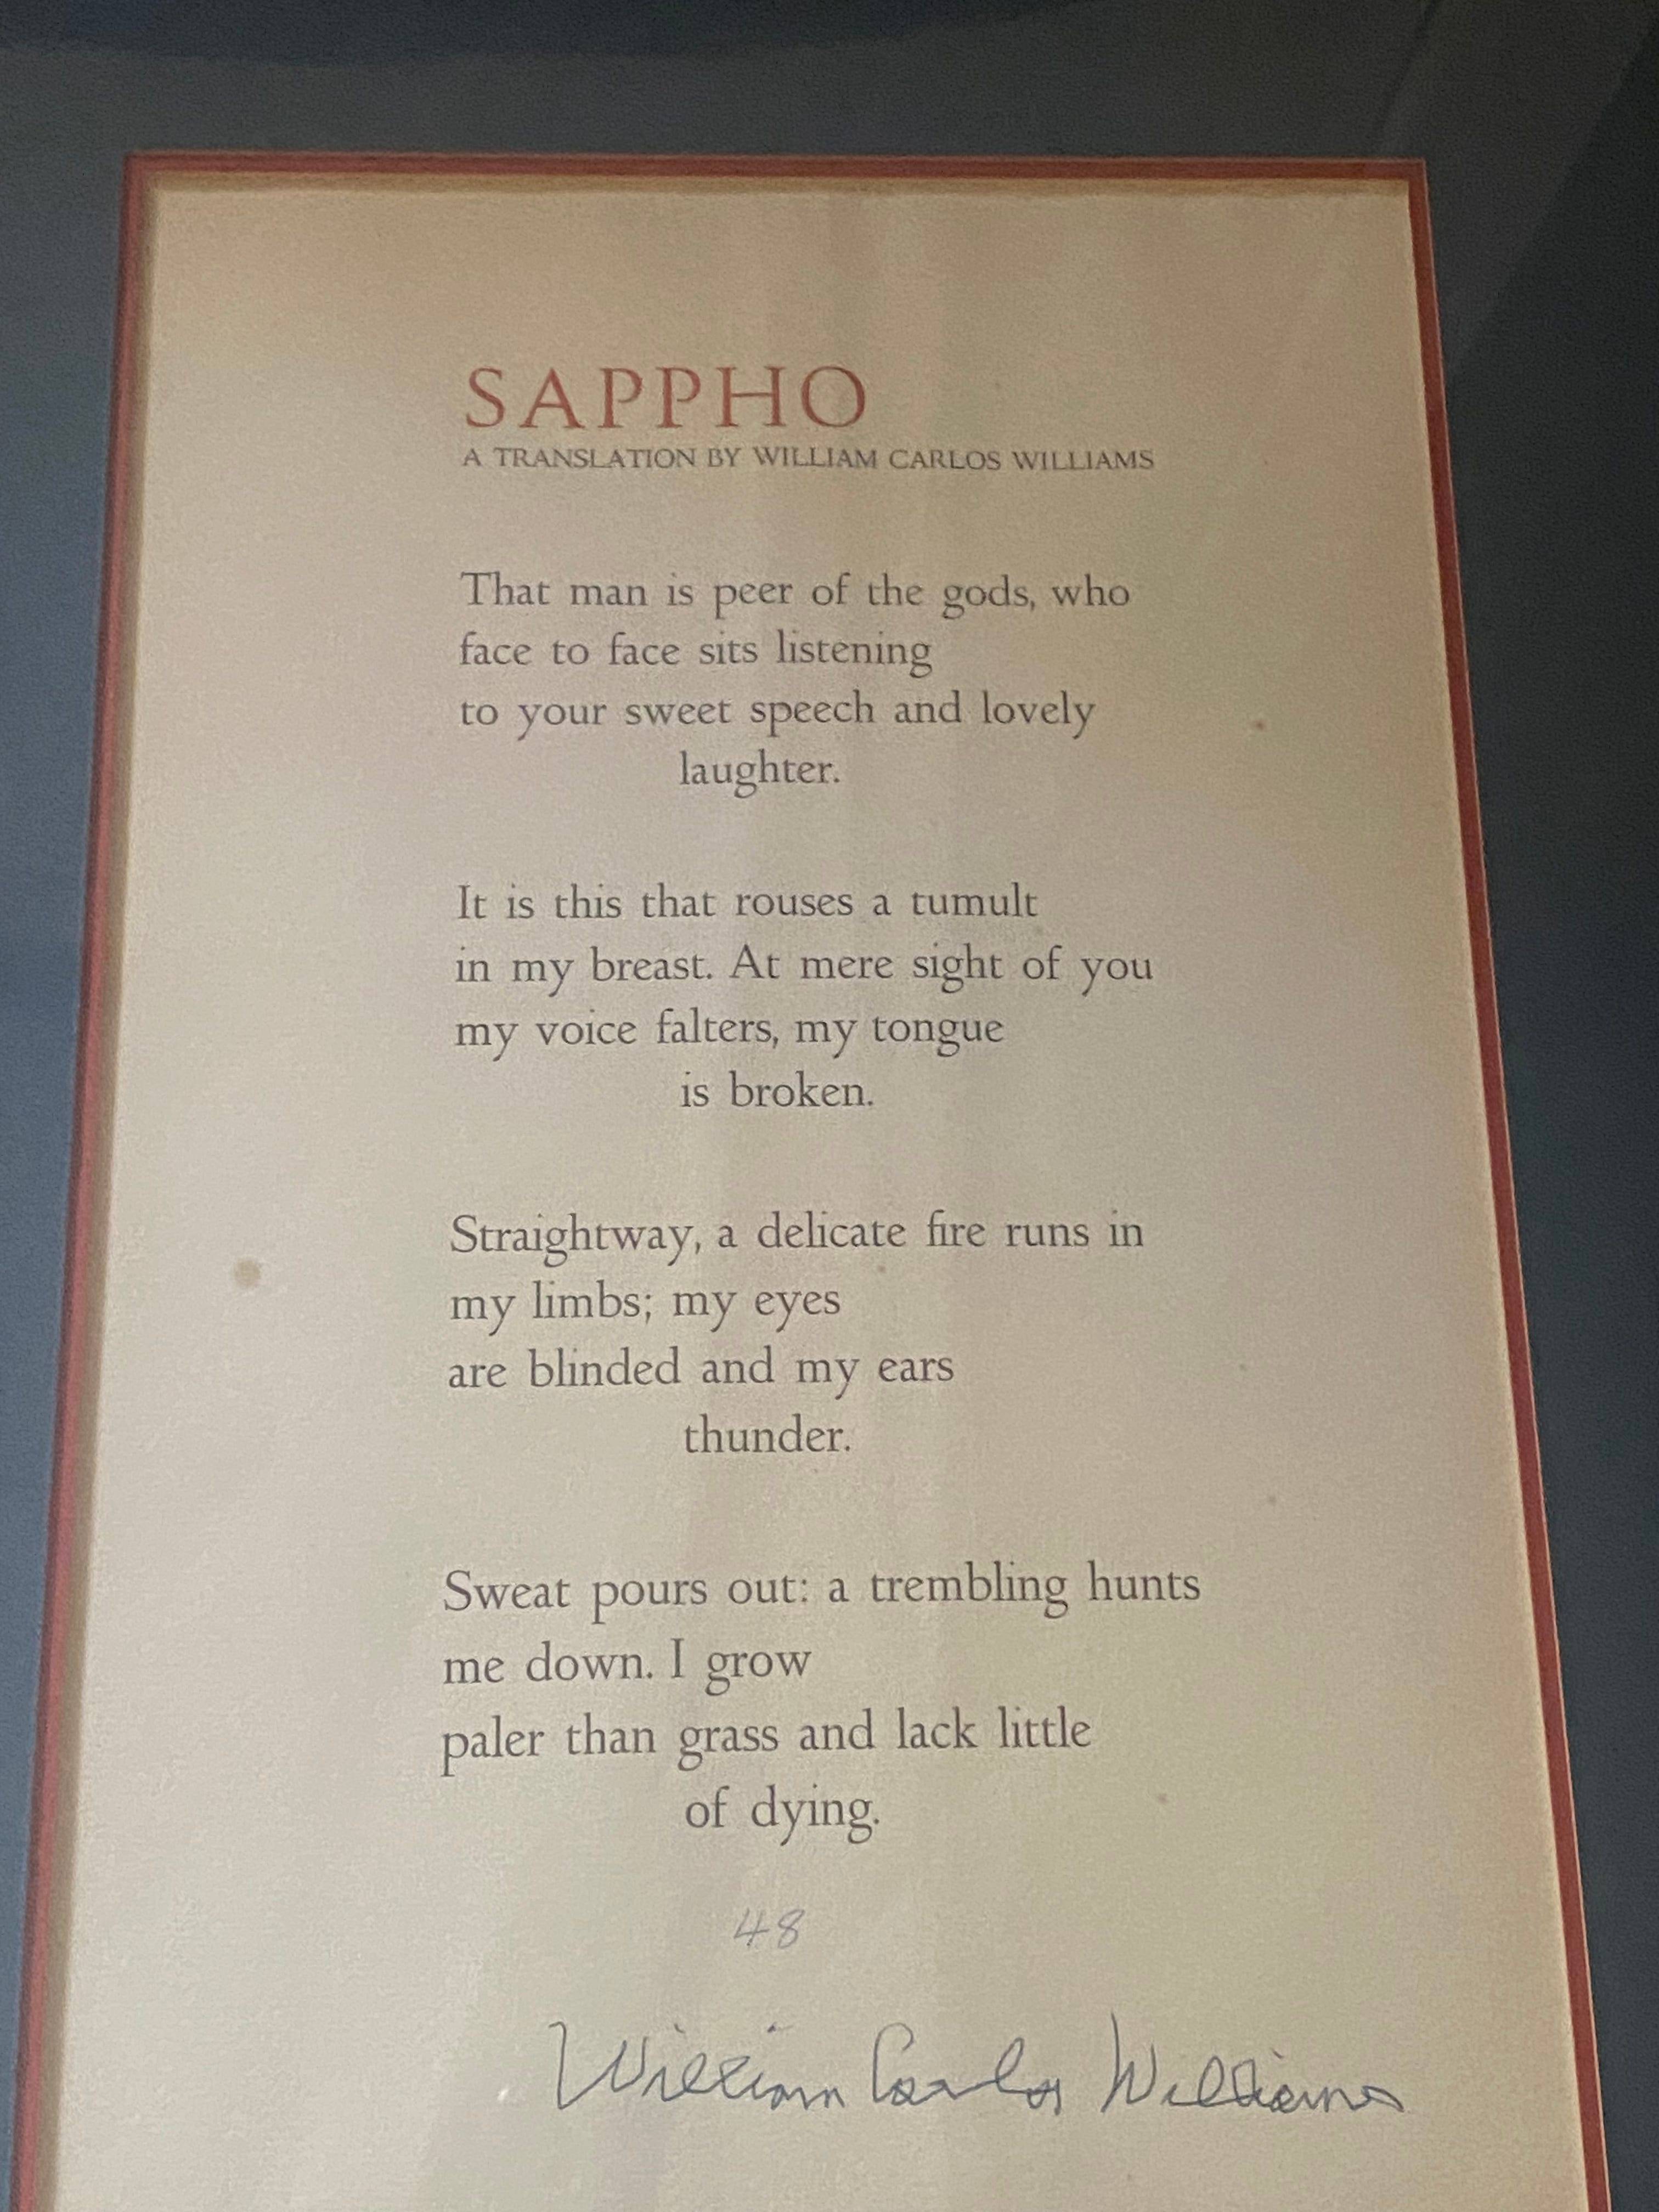 SAPPHO
A TRANSLATION BY WILLIAM CARLOS WILLIAMS
That man is peer of the gods, who
face to face sits listening
to your sweet speech and lovely
laughter.
It is this that rouses a tumult
in my breast. At mere sight of you
my voice falters, my tongue
is broken.
Straightway, a delicate fire runs in
my limbs; my eyes
are blinded and my ears
thunder.
Sweat pours out: a trembling hunts
me down. I grow
paler than grass and lack little
of dying.
48
William Carlos Williams